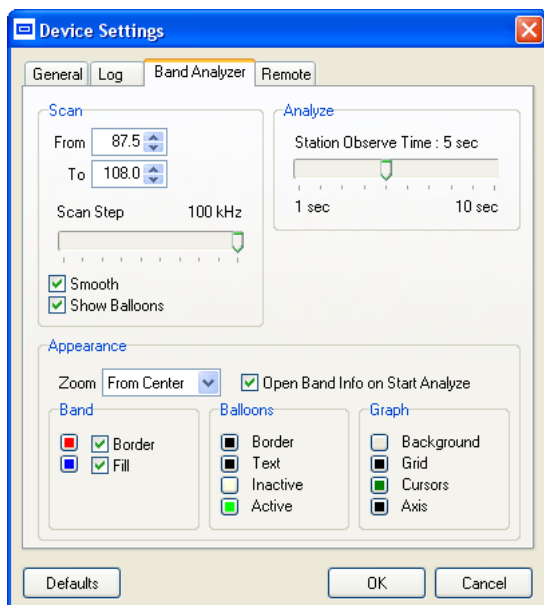 Device Settings
General Log Band Analyzer Remote
Scan
From 87.5
To 108.0
Scan Step 100 kHz
Smooth
Show Balloons
Analyze
Station Observe Time : 5 sec
1 sec 10 sec
Appearance
Zoom From Center Open Band Info on Start Analyze
Band
Border
Fill
Balloons
Border
Text
Inactive
Active
Graph
Background
Grid
Cursors
Axis
Defaults OK Cancel